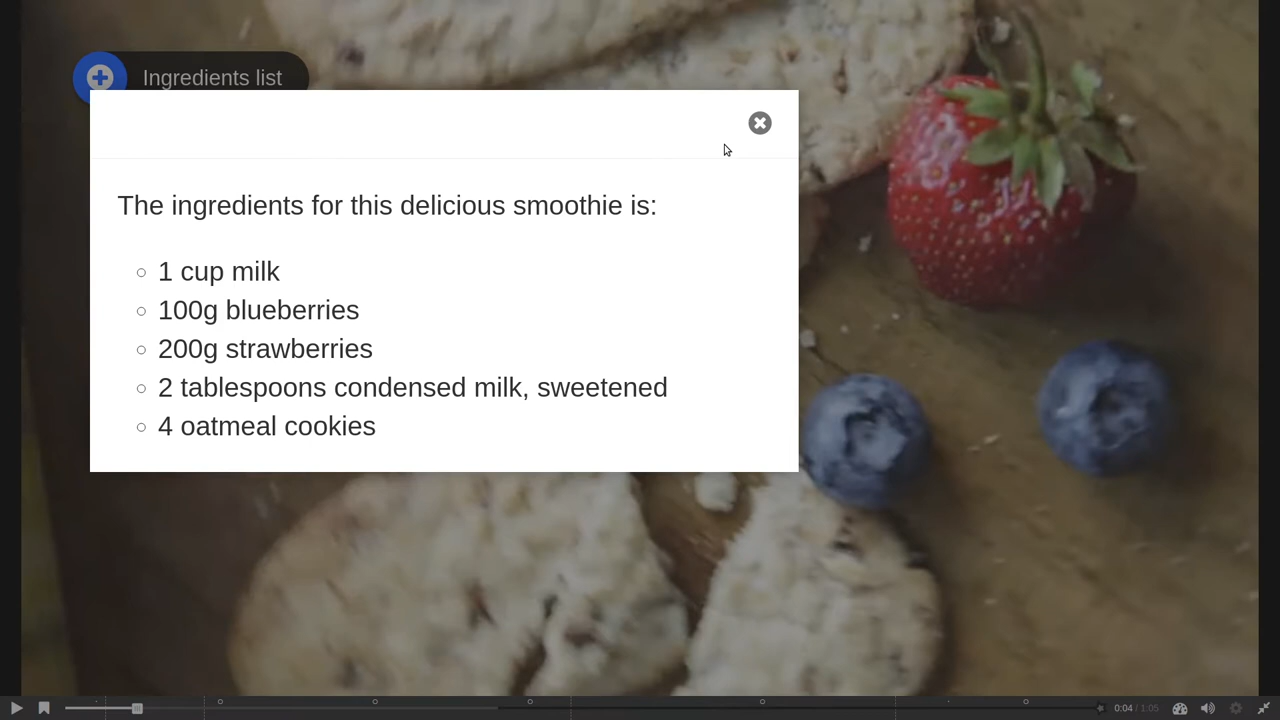 Ingredients list
The ingredients for this delicious smoothie is:
1 cup milk
100g blueberries
200g strawberries
2 tablespoons condensed milk, sweetened
4 oatmeal cookies
0:04 / 1:05